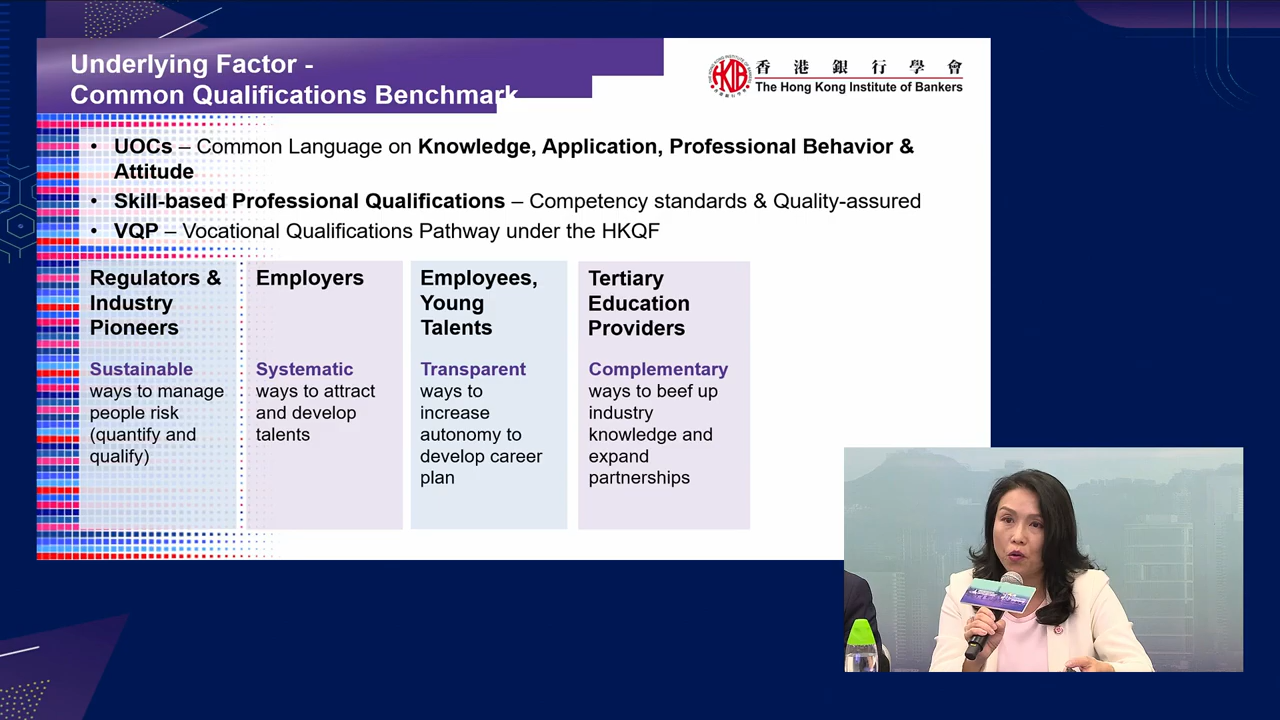 Underlying Factor -
Common Qualifications Benchmark
香港銀行學會
The Hong Kong Institute of Bankers
HKIB
• UOCs – Common Language on Knowledge, Application, Professional Behavior &
Attitude
• Skill-based Professional Qualifications – Competency standards & Quality-assured
• VQP – Vocational Qualifications Pathway under the HKQF
Regulators &
Industry
Pioneers
Sustainable
ways to manage
people risk
(quantify and
qualify)
Employers
Systematic
ways to attract
and develop
talents
Employees,
Young
Talents
Transparent
ways to
increase
autonomy to
develop career
plan
Tertiary
Education
Providers
Complementary
ways to beef up
industry
knowledge and
expand
partnerships